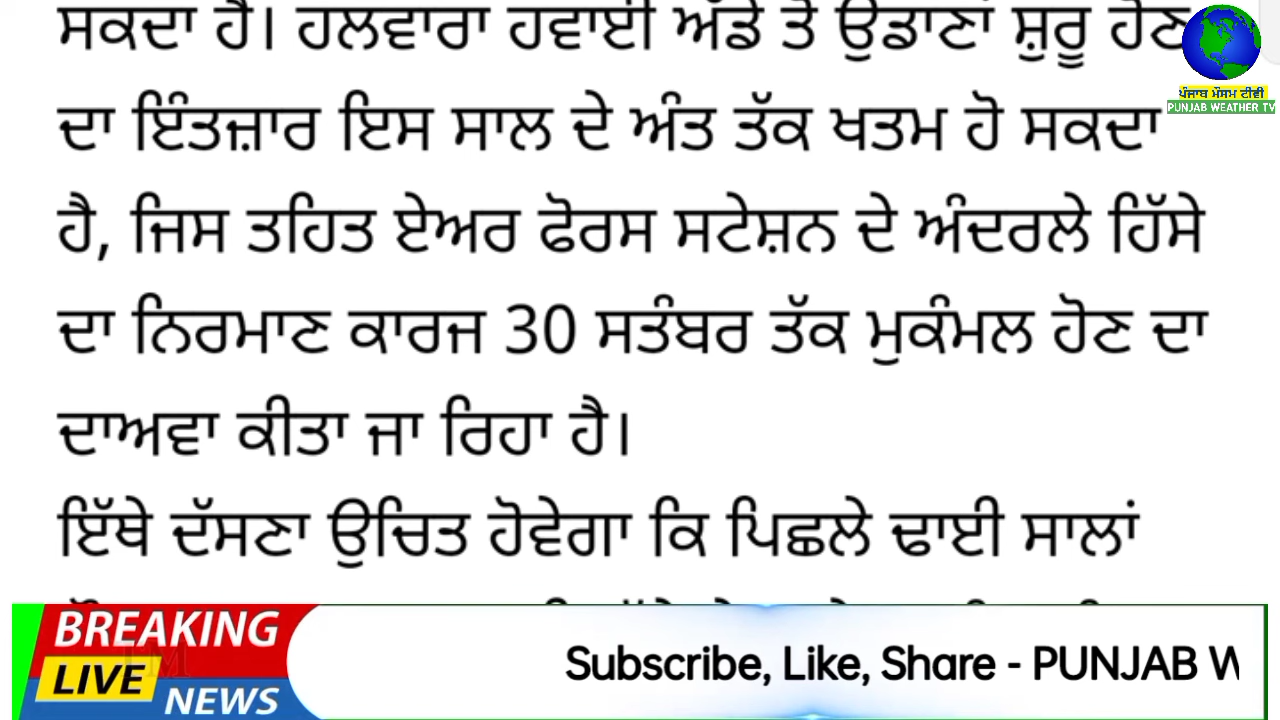 ਸਕਦਾ ਹੈ। ਹਲਵਾਰਾ ਹਵਾਈ ਅੱਡੇ ਤੋਂ ਉਡਾਣਾਂ ਸ਼ੁਰੂ ਹੋਣ
ਦਾ ਇੰਤਜ਼ਾਰ ਇਸ ਸਾਲ ਦੇ ਅੰਤ ਤੱਕ ਖਤਮ ਹੋ ਸਕਦਾ
ਹੈ, ਜਿਸ ਤਹਿਤ ਏਅਰ ਫੋਰਸ ਸਟੇਸ਼ਨ ਦੇ ਅੰਦਰਲੇ ਹਿੱਸੇ
ਦਾ ਨਿਰਮਾਣ ਕਾਰਜ 30 ਸਤੰਬਰ ਤੱਕ ਮੁਕੰਮਲ ਹੋਣ ਦਾ
ਦਾਅਵਾ ਕੀਤਾ ਜਾ ਰਿਹਾ ਹੈ।
ਇੱਥੇ ਦੱਸਣਾ ਉਚਿਤ ਹੋਵੇਗਾ ਕਿ ਪਿਛਲੇ ਢਾਈ ਸਾਲਾਂ
ਪੰਜਾਬ ਮੌਸਮ ਟੀਵੀ
PUNJAB WEATHER TV
BREAKING
LIVE
NEWS
Subscribe, Like, Share - PUNJAB W